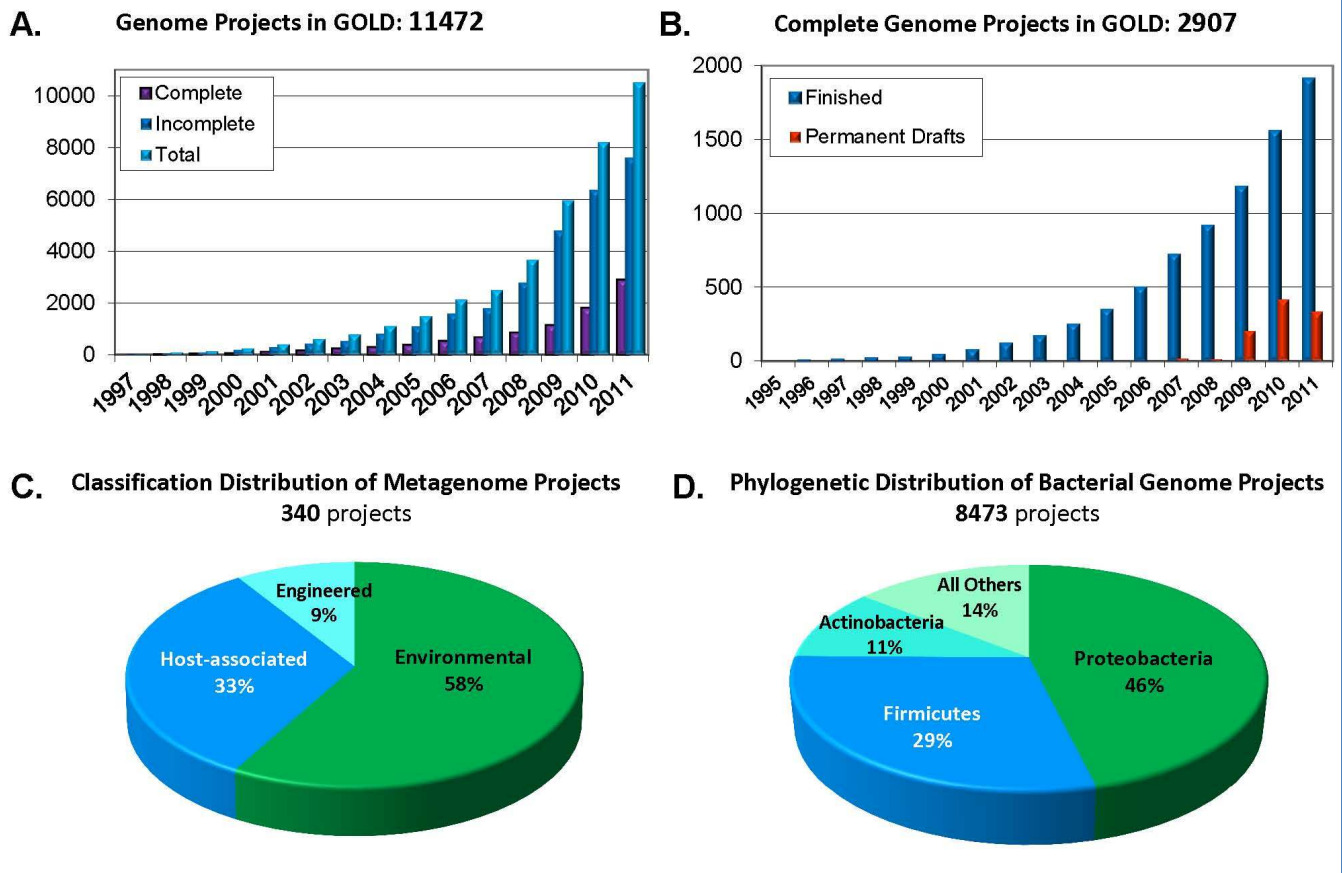 A.
Genome Projects in GOLD: 11472
Complete
Incomplete
Total
10000
8000
6000
4000
2000
0
1997 1998 1999 2000 2001 2002 2003 2004 2005 2006 2007 2008 2009 2010 2011
B.
Complete Genome Projects in GOLD: 2907
Finished
Permanent Drafts
2000
1500
1000
500
0
1995 1996 1997 1998 1999 2000 2001 2002 2003 2004 2005 2006 2007 2008 2009 2010 2011
C.
Classification Distribution of Metagenome Projects
340 projects
Engineered
9%
Host-associated
33%
Environmental
58%
D.
Phylogenetic Distribution of Bacterial Genome Projects
8473 projects
All Others
14%
Actinobacteria
11%
Proteobacteria
46%
Firmicutes
29%